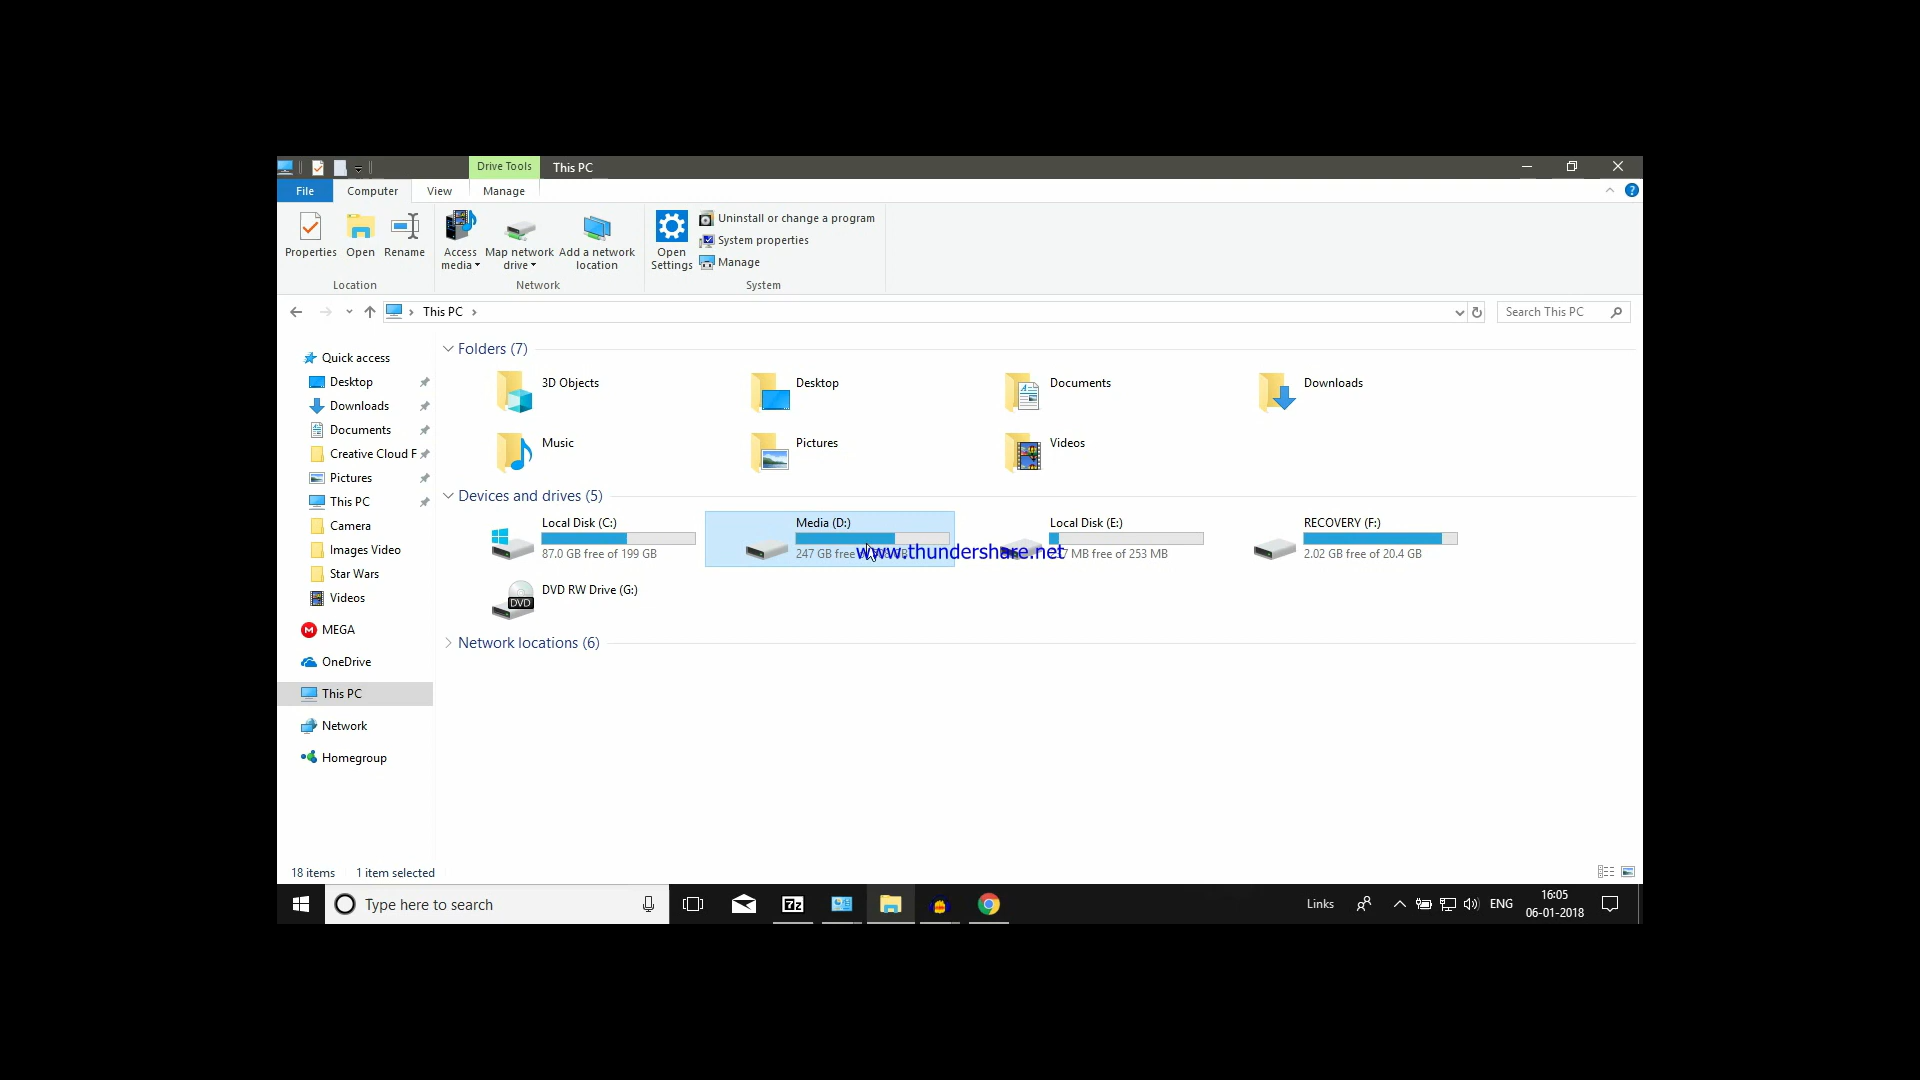 Drive Tools
This PC
File
Computer
View
Manage
Properties
Open
Rename
Access media
Map network drive
Add a network location
Open Settings
Uninstall or change a program
System properties
Manage
Location
Network
System
This PC
Search This PC
Quick access
Desktop
Downloads
Documents
Creative Cloud F
Pictures
This PC
Camera
Images Video
Star Wars
Videos
MEGA
OneDrive
This PC
Network
Homegroup
Folders (7)
3D Objects
Desktop
Documents
Downloads
Music
Pictures
Videos
Devices and drives (5)
Local Disk (C:)
87.0 GB free of 199 GB
Media (D:)
247 GB free
www.thundershare.net
Local Disk (E:)
MB free of 253 MB
RECOVERY (F:)
2.02 GB free of 20.4 GB
DVD
DVD RW Drive (G:)
Network locations (6)
18 items
1 item selected
Type here to search
7z
Links
ENG
16:05
06-01-2018